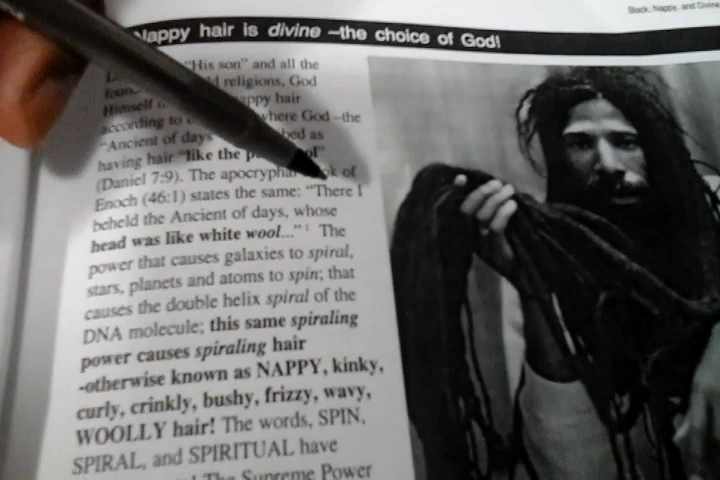 Black, Nappy, and Divine
Nappy hair is divine –the choice of God!
"His son" and all the
religions, God
Himself
according to where God –the
"Ancient of days
having hair "like the
(Daniel 7:9). The of
Enoch (46:1) states the same: "There I
beheld the Ancient of days, whose
head was like white wool..." 1 The
power that causes galaxies to spiral,
stars, planets and atoms to spin; that
causes the double helix spiral of the
DNA molecule; this same spiraling
power causes spiraling hair
-otherwise known as NAPPY, kinky,
curly, crinkly, bushy, frizzy, wavy,
WOOLLY hair! The words, SPIN,
SPIRAL, and SPIRITUAL have
The Supreme Power